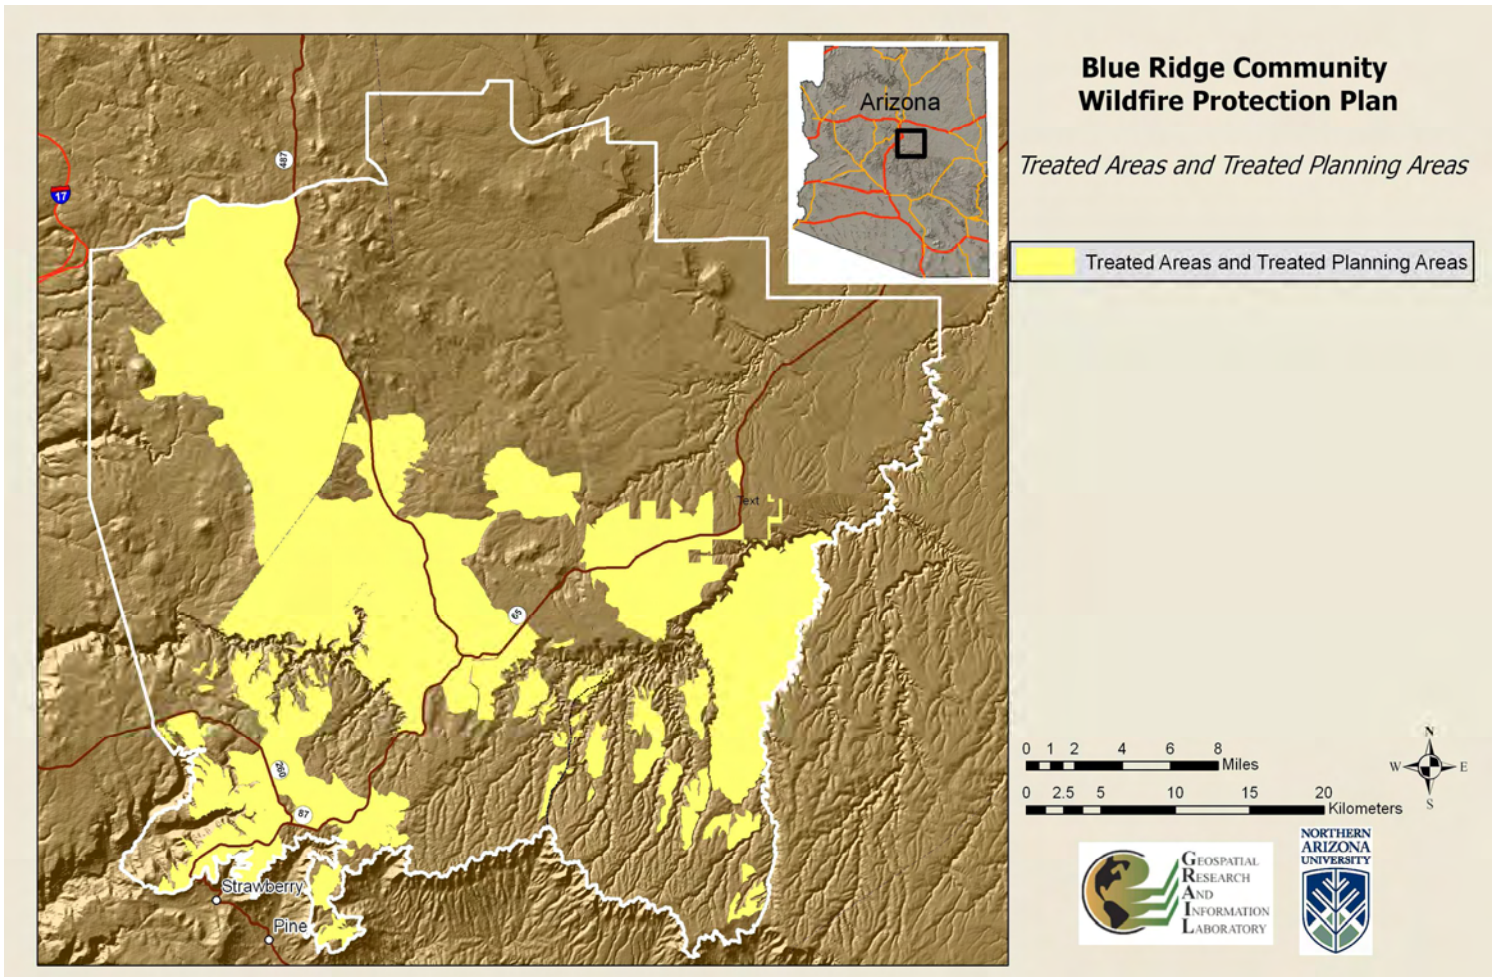 Blue Ridge Community
Wildfire Protection Plan
Treated Areas and Treated Planning Areas
Treated Areas and Treated Planning Areas
Arizona
487
17
Text
65
260
87
Strawberry
Pine
0 1 2 4 6 8
Miles
0 2.5 5 10 15 20
Kilometers
N
W E
S
GEOSPATIAL
RESEARCH
AND
INFORMATION
LABORATORY
NORTHERN
ARIZONA
UNIVERSITY